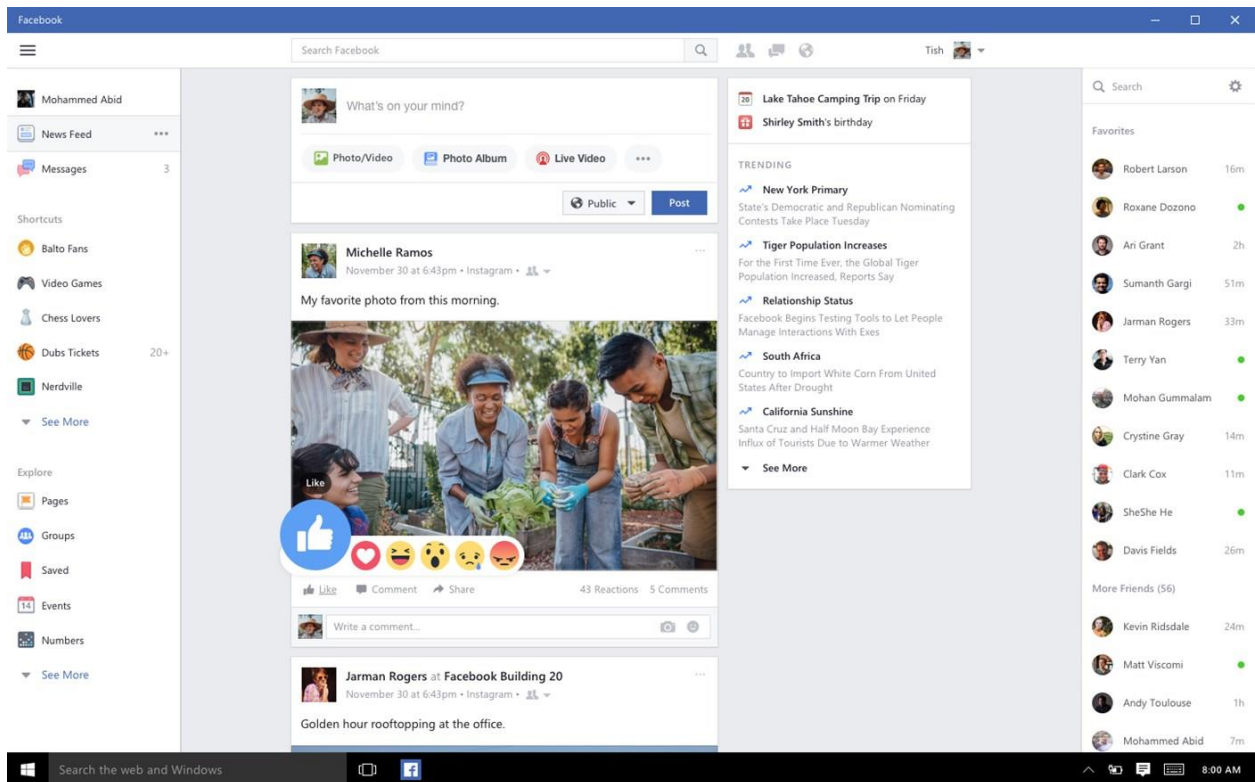 Facebook
Search Facebook
Tish
Mohammed Abid
News Feed
Messages 3
Shortcuts
Balto Fans
Video Games
Chess Lovers
Dubs Tickets 20+
Nerdville
See More
Explore
Pages
Groups
Saved
14 Events
Numbers
See More
What's on your mind?
Photo/Video Photo Album Live Video
Public Post
Michelle Ramos
November 30 at 6:43pm • Instagram •
My favorite photo from this morning.
Like
Like Comment Share 43 Reactions 5 Comments
Write a comment...
Jarman Rogers at Facebook Building 20
November 30 at 6:43pm • Instagram •
Golden hour rooftopping at the office.
20 Lake Tahoe Camping Trip on Friday
Shirley Smith's birthday
TRENDING
New York Primary
State's Democratic and Republican Nominating
Contests Take Place Tuesday
Tiger Population Increases
For the First Time Ever, the Global Tiger
Population Increased, Reports Say
Relationship Status
Facebook Begins Testing Tools to Let People
Manage Interactions With Exes
South Africa
Country to Import White Corn From United
States After Drought
California Sunshine
Santa Cruz and Half Moon Bay Experience
Influx of Tourists Due to Warmer Weather
See More
Search
Favorites
Robert Larson 16m
Roxane Dozono
Ari Grant 2h
Sumanth Gargi 51m
Jarman Rogers 33m
Terry Yan
Mohan Gummalam
Crystine Gray 14m
Clark Cox 11m
SheShe He
Davis Fields 26m
More Friends (56)
Kevin Ridsdale 24m
Matt Viscomi
Andy Toulouse 1h
Mohammed Abid 7m
Search the web and Windows
8:00 AM